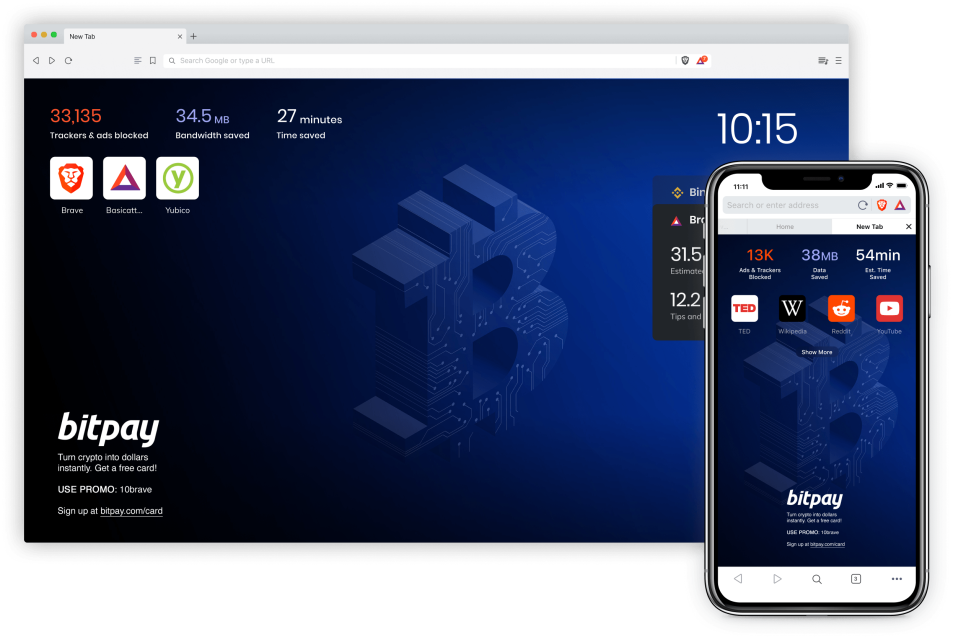 New Tab
Search Google or type a URL
33,135
Trackers & ads blocked
34.5 MB
Bandwidth saved
27 minutes
Time saved
10:15
Brave
Basicatt...
Yubico
Bin
Bra
31.5
Estimated
12.2
Tips and
bitpay
Turn crypto into dollars
instantly. Get a free card!
USE PROMO: 10brave
Sign up at bitpay.com/card
11:11
Search or enter address
Home
New Tab
13K
Ads & Trackers
Blocked
38MB
Data
Saved
54min
Est. Time
Saved
TED
TED
W
Wikipedia
Reddit
YouTube
Show More
bitpay
Turn crypto into dollars
instantly. Get a free card!
USE PROMO: 10brave
Sign up at bitpay.com/card
3